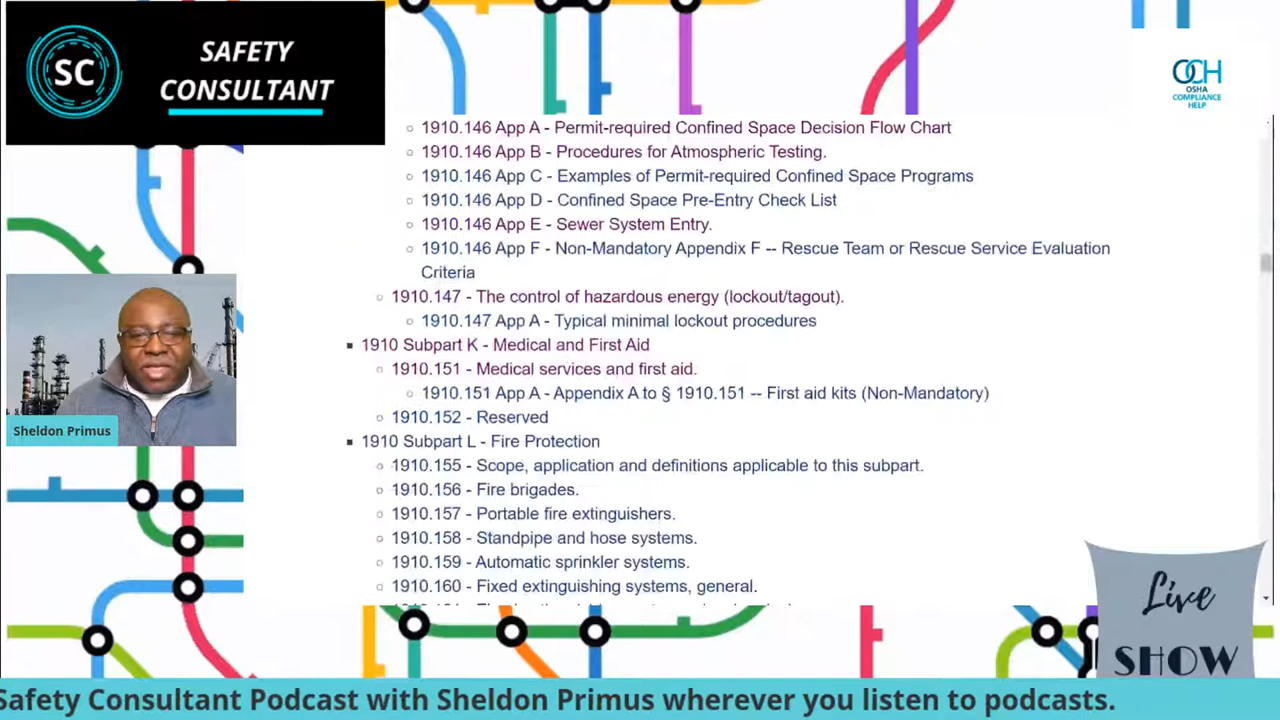 SC
SAFETY
CONSULTANT
OCH
OSHA
COMPLIANCE
HELP
1910.146 App A - Permit-required Confined Space Decision Flow Chart
1910.146 App B - Procedures for Atmospheric Testing.
1910.146 App C - Examples of Permit-required Confined Space Programs
1910.146 App D - Confined Space Pre-Entry Check List
1910.146 App E - Sewer System Entry.
1910.146 App F - Non-Mandatory Appendix F -- Rescue Team or Rescue Service Evaluation
Criteria
1910.147 - The control of hazardous energy (lockout/tagout).
1910.147 App A - Typical minimal lockout procedures
1910 Subpart K - Medical and First Aid
1910.151 - Medical services and first aid.
1910.151 App A - Appendix A to § 1910.151 -- First aid kits (Non-Mandatory)
1910.152 - Reserved
1910 Subpart L - Fire Protection
1910.155 - Scope, application and definitions applicable to this subpart.
1910.156 - Fire brigades.
1910.157 - Portable fire extinguishers.
1910.158 - Standpipe and hose systems.
1910.159 - Automatic sprinkler systems.
1910.160 - Fixed extinguishing systems, general.
Sheldon Primus
Live
SHOW
Safety Consultant Podcast with Sheldon Primus wherever you listen to podcasts.